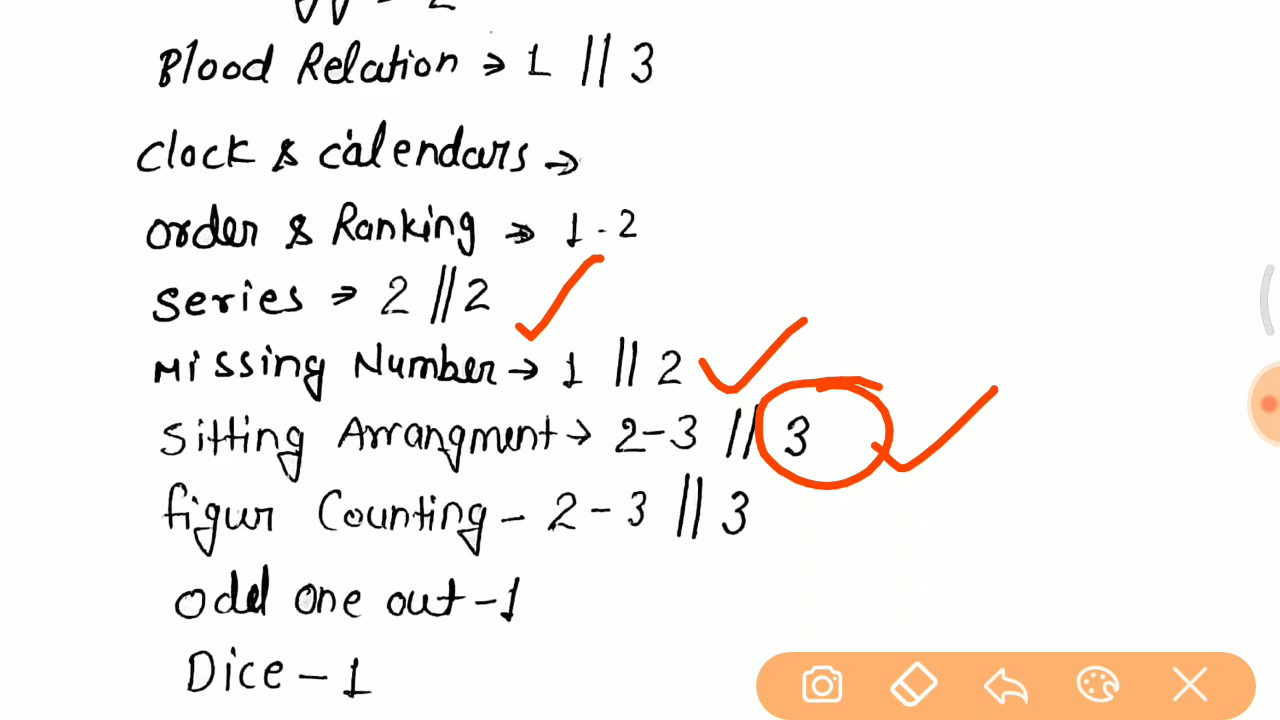 Blood Relation → 1 || 3
Clock & calendars →
order & Ranking → 1-2
Series → 2 || 2
Missing Number → 1 || 2
Sitting Arrangment → 2-3 || 3
figur Counting - 2-3 || 3
odd one out - 1
Dice - 1